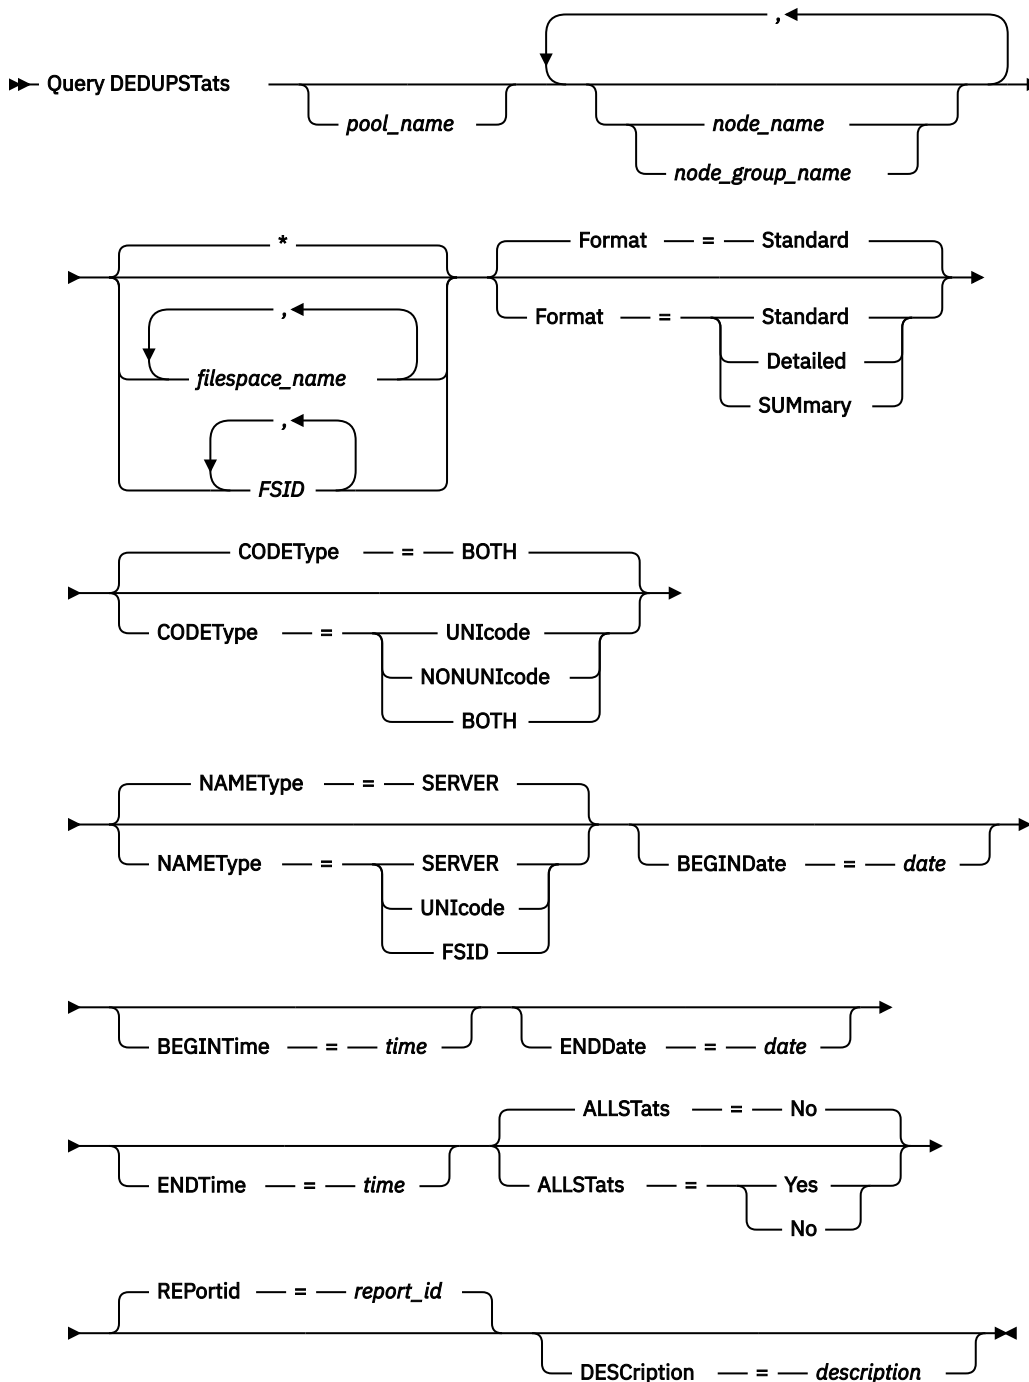 ,
Query DEDUPSTats
pool_name
node_name
node_group_name
*
,
filespace_name
,
FSID
Format = Standard
Format = Standard
Detailed
SUMmary
CODEType = BOTH
CODEType = UNIcode
NONUNIcode
BOTH
NAMEType = SERVER
NAMEType = SERVER
UNIcode
FSID
BEGINDate = date
BEGINTime = time
ENDDate = date
ENDTime = time
ALLSTats = No
ALLSTats = Yes
No
REPortid = report_id
DESCription = description